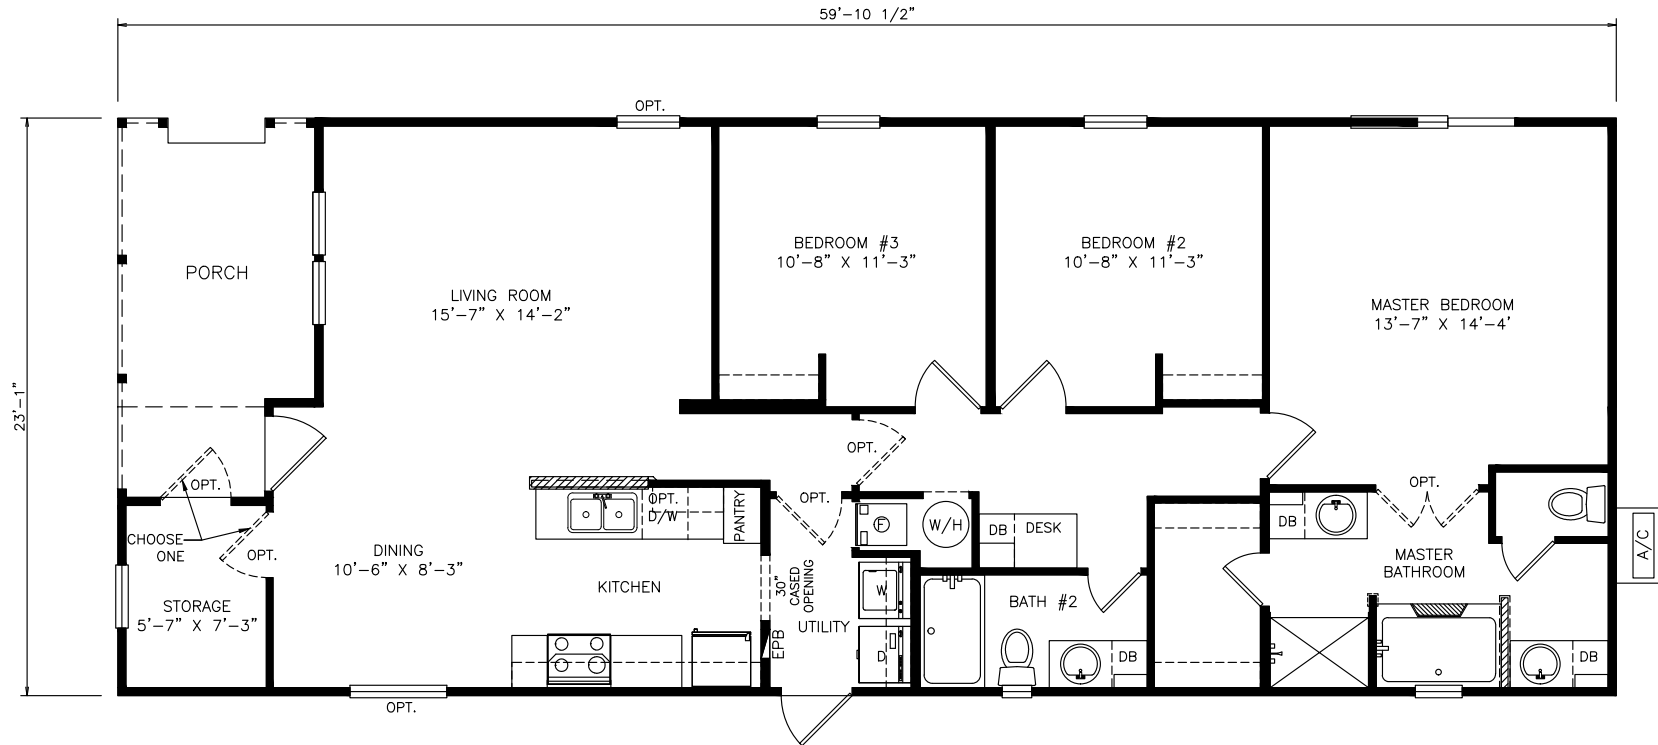 59'-10 1/2"
OPT.
23'-1"
PORCH
LIVING ROOM
15'-7" X 14'-2"
BEDROOM #3
10'-8" X 11'-3"
BEDROOM #2
10'-8" X 11'-3"
MASTER BEDROOM
13'-7" X 14'-4'
OPT.
OPT.
OPT.
D/W
PANTRY
OPT.
F
W/H
DB
DESK
OPT.
DB
A/C
CHOOSE
ONE
OPT.
DINING
10'-6" X 8'-3"
KITCHEN
30"
CASED
OPENING
MASTER
BATHROOM
STORAGE
5'-7" X 7'-3"
W
BATH #2
UTILITY
EPB
D
DB
DB
OPT.